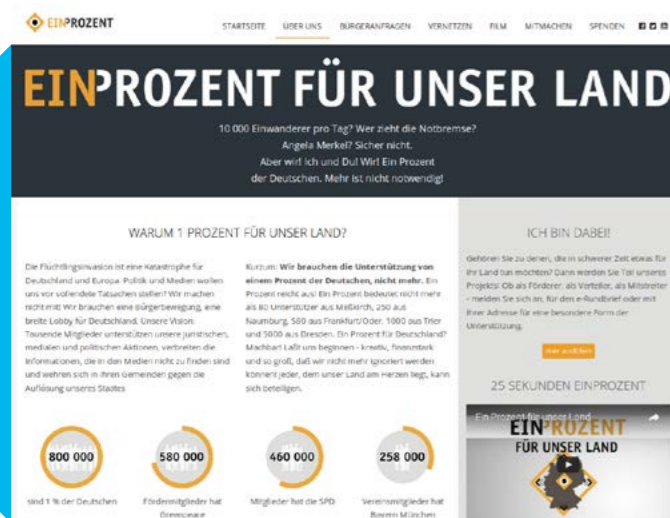 EINPROZENT
STARTSEITE ÜBER UNS BÜRGERANFRAGEN VERNETZEN FILM MITMACHEN SPENDEN
EINPROZENT FÜR UNSER LAND
10 000 Einwanderer pro Tag? Wer zieht die Notbremse?
Angela Merkel? Sicher nicht.
Aber wir! Ich und Du! Wir! Ein Prozent
der Deutschen. Mehr ist nicht notwendig!
WARUM 1 PROZENT FÜR UNSER LAND?
Die Flüchtlingsinvasion ist eine Katastrophe für
Deutschland und Europa. Politik und Medien wollen
uns vor vollendete Tatsachen stellen! Wir machen
nicht mit! Wir brauchen eine Bürgerbewegung, eine
breite Lobby für Deutschland. Unsere Vision:
Tausende Mitglieder unterstützen unsere juristischen,
medialen und politischen Aktionen, verbreiten die
Informationen, die in den Medien nicht zu finden sind
und wehren sich in ihren Gemeinden gegen die
Auflösung unseres Staates
Kurzum: Wir brauchen die Unterstützung von
einem Prozent der Deutschen, nicht mehr. Ein
Prozent reicht aus! Ein Prozent bedeutet nicht mehr
als 80 Unterstützer aus Meßkirch, 250 aus
Naumburg, 580 aus Frankfurt/Oder, 1000 aus Trier
und 5000 aus Dresden. Ein Prozent für Deutschland?
Machbar! Laßt uns beginnen - kreativ, finanzstark
und so groß, daß wir nicht mehr ignoriert werden
können! Jeder, dem unser Land am Herzen liegt, kann
sich beteiligen.
800 000
sind 1 % der Deutschen
580 000
Fördermitglieder hat
Greenpeace
460 000
Mitglieder hat die SPD
258 000
Vereinsmitglieder hat
Bayern München
ICH BIN DABEI!
Gehören Sie zu denen, die in schwerer Zeit etwas für
ihr Land tun möchten? Dann werden Sie Teil unseres
Projekts! Ob als Förderer, als Verteiler, als Mitstreiter
- melden Sie sich an, für den e-Rundbrief oder mit
Ihrer Adresse für eine besondere Form der
Unterstützung.
25 SEKUNDEN EINPROZENT
Ein Prozent für unser Land
EINPROZENT
FÜR UNSER LAND